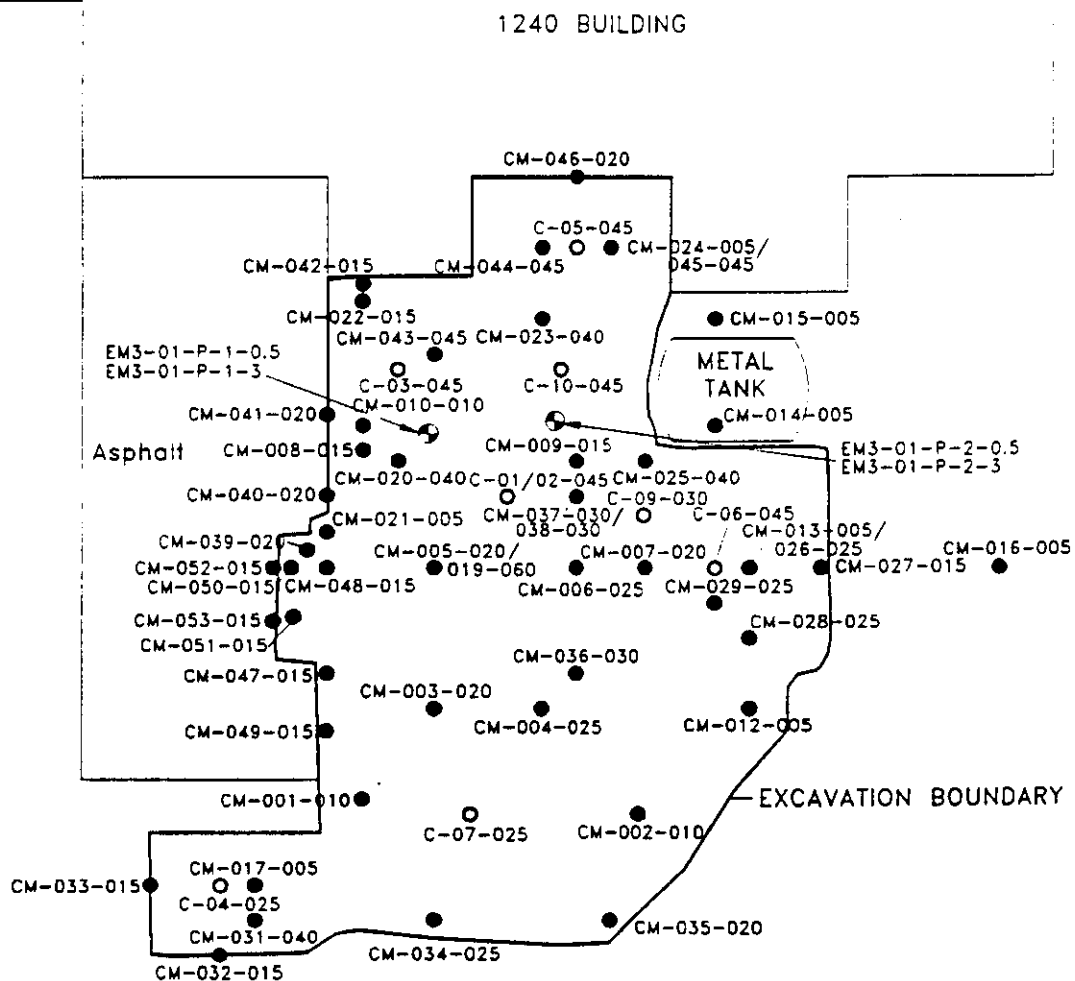 1240 BUILDING
CM-046-020
C-05-045
CM-024-005/
045-045
CM-042-015
CM-044-045
CM-022-015
CM-015-005
CM-043-045
CM-023-040
EM3-01-P-1-0.5
EM3-01-P-1-3
METAL
TANK
C-03-045
C-10-045
CM-010-010
CM-041-020
CM-014-005
Asphalt
CM-008-015
CM-009-015
EM3-01-P-2-0.5
EM3-01-P-2-3
CM-020-040
C-01/02-045
CM-025-040
CM-040-020
C-09-030
CM-037-030/
038-030
C-06-045
CM-021-005
CM-013-005/
026-025
CM-039-020
CM-005-020/
019-060
CM-007-020
CM-016-005
CM-052-015
CM-027-015
CM-050-015
CM-048-015
CM-006-025
CM-029-025
CM-053-015
CM-028-025
CM-051-015
CM-036-030
CM-047-015
CM-003-020
CM-004-025
CM-012-005
CM-049-015
CM-001-010
EXCAVATION BOUNDARY
C-07-025
CM-002-010
CM-017-005
CM-033-015
C-04-025
CM-031-040
CM-034-025
CM-035-020
CM-032-015